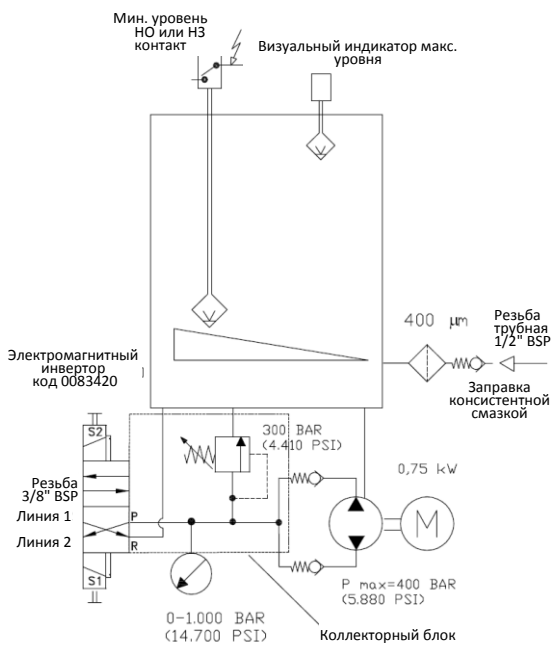 Мин. уровень
НО или НЗ
контакт
Визуальный индикатор макс.
уровня
400 µm
Резьба
трубная
1/2" BSP
Заправка
консистентной
смазкой
Электромагнитный
инвертор
код 0083420
)
S2
300 BAR
(4.410 PSI)
Резьба
3/8" BSP
0,75 kW
Линия 1
P
M
Линия 2
R
S1
P max=400 BAR
(5.880 PSI)
0-1.000 BAR
(14.700 PSI)
Коллекторный блок